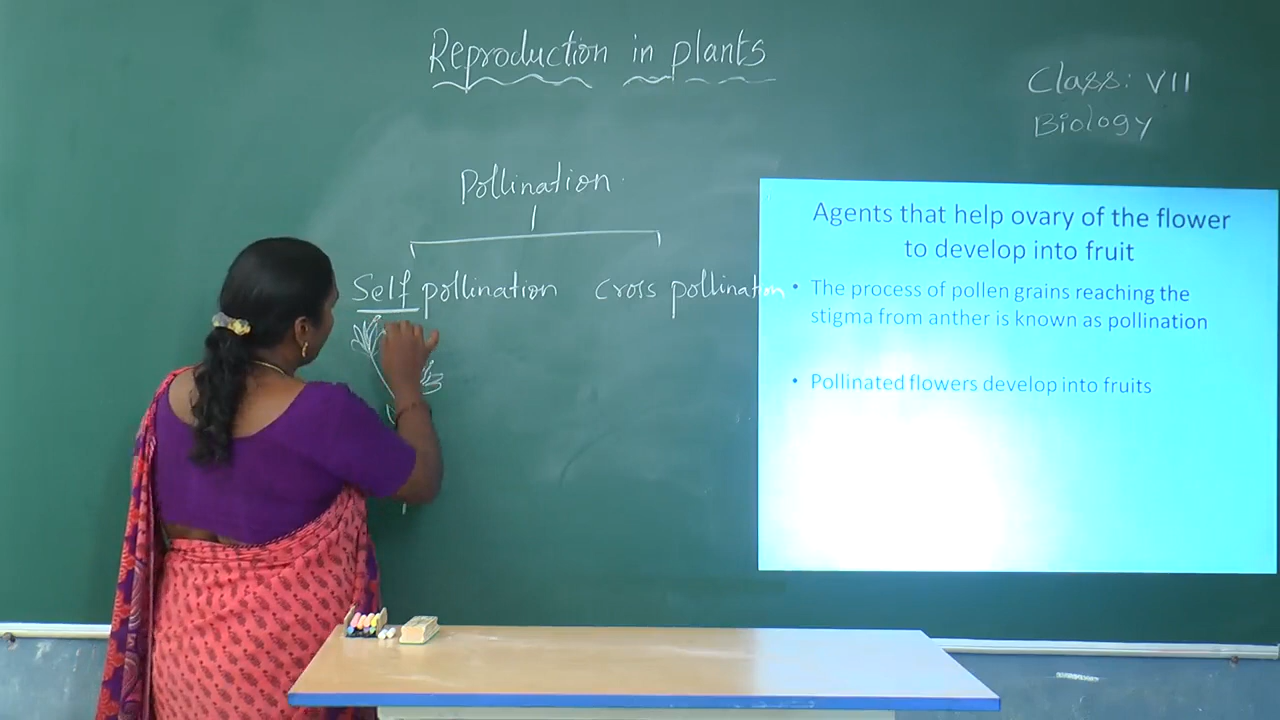 Reproduction in plants
Class: VII
Biology
Pollination
Self pollination
cross pollination
Agents that help ovary of the flower
to develop into fruit
• The process of pollen grains reaching the
stigma from anther is known as pollination
• Pollinated flowers develop into fruits